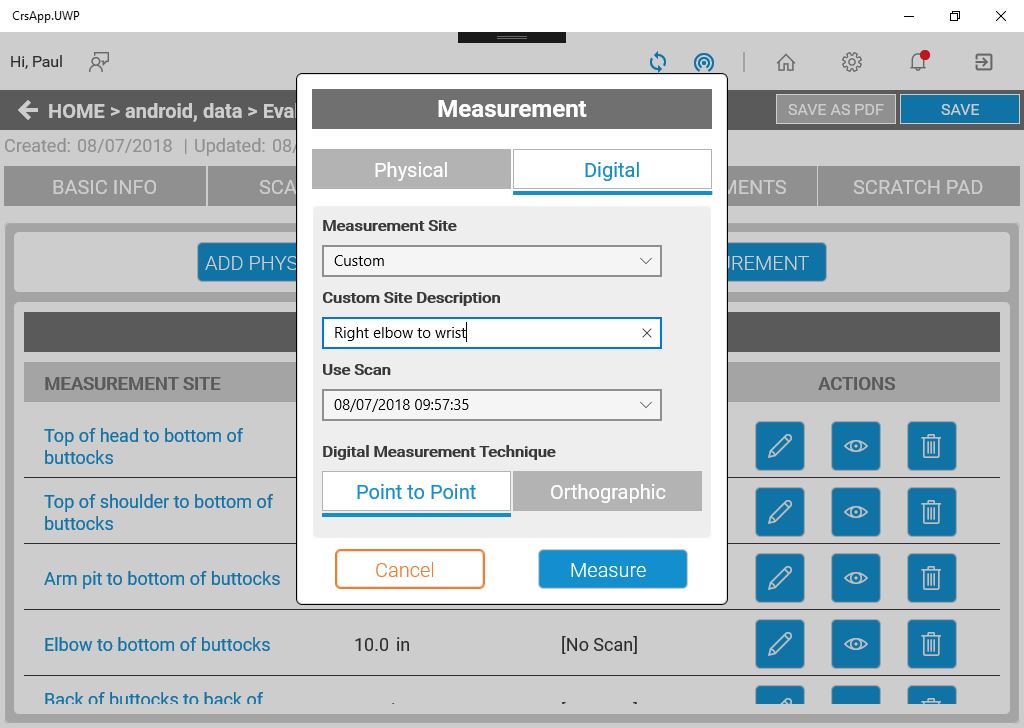 CrsApp.UWP
Hi, Paul
HOME > android, data > Eval
SAVE AS PDF
SAVE
Created: 08/07/2018 | Updated: 08/
BASIC INFO
SCRATCH PAD
ADD PHYS
Measurement
Physical
Digital
Measurement Site
Custom
Custom Site Description
Right elbow to wrist
Use Scan
08/07/2018 09:57:35
Digital Measurement Technique
Point to Point
Orthographic
Cancel
Measure
MEASUREMENT SITE
ACTIONS
Top of head to bottom of
buttocks
Top of shoulder to bottom of
buttocks
Arm pit to bottom of buttocks
Elbow to bottom of buttocks 10.0 in [No Scan]
Back of buttocks to back of